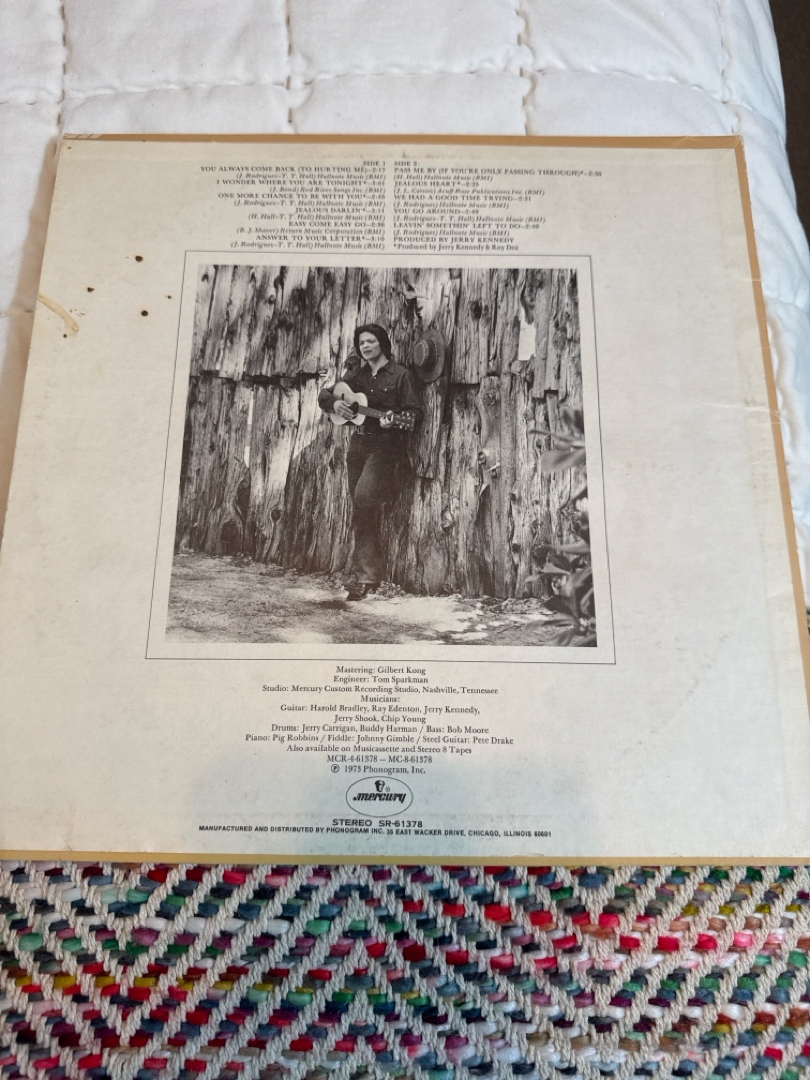 SIDE 1
YOU ALWAYS COME BACK (TO HURTING ME)—2:17
(J. Rodrigues—T. T. Hall) Hallnote Music (BMI)
I WONDER WHERE YOU ARE TONIGHT*—3:01
(J. Bond) Red River Songs Inc. (BMI)
ONE MORE CHANCE TO BE WITH YOU*—2:35
(J. Rodrigues—T. T. Hall) Hallnote Music (BMI)
JEALOUS DARLIN'*—3:11
(H. Hall—T. T. Hall) Hallnote Music (BMI)
EASY COME EASY GO—2:36
(B. J. Shaver) Return Music Corporation (BMI)
ANSWER TO YOUR LETTER*—3:10
(J. Rodrigues—T. T. Hall) Hallnote Music (BMI)
SIDE 2
PASS ME BY (IF YOU'RE ONLY PASSING THROUGH)*—2:36
(H. Hall) Hallnote Music (BMI)
JEALOUS HEART*—2:25
(J. L. Carson) Acuff-Rose Publications Inc. (BMI)
WE HAD A GOOD TIME TRYING—2:31
(J. Rodrigues) Hallnote Music (BMI)
YOU GO AROUND—2:40
(J. Rodrigues—T. T. Hall) Hallnote Music (BMI)
LEAVIN' SOMETHIN' LEFT TO DO—2:49
(J. Rodrigues) Hallnote Music (BMI)
PRODUCED BY JERRY KENNEDY
*Produced by Jerry Kennedy & Roy Dea
Mastering: Gilbert Kong
Engineer: Tom Sparkman
Studio: Mercury Custom Recording Studio, Nashville, Tennessee
Musicians:
Guitar: Harold Bradley, Ray Edenton, Jerry Kennedy,
Jerry Shook, Chip Young
Drums: Jerry Carrigan, Buddy Harman / Bass: Bob Moore
Piano: Pig Robbins / Fiddle: Johnny Gimble / Steel Guitar: Pete Drake
Also available on Musicassette and Stereo 8 Tapes
MCR-4-61378 — MC-8-61378
℗ 1973 Phonogram, Inc.
mercury ®
STEREO SR-61378
MANUFACTURED AND DISTRIBUTED BY PHONOGRAM INC. 35 EAST WACKER DRIVE, CHICAGO, ILLINOIS 60601